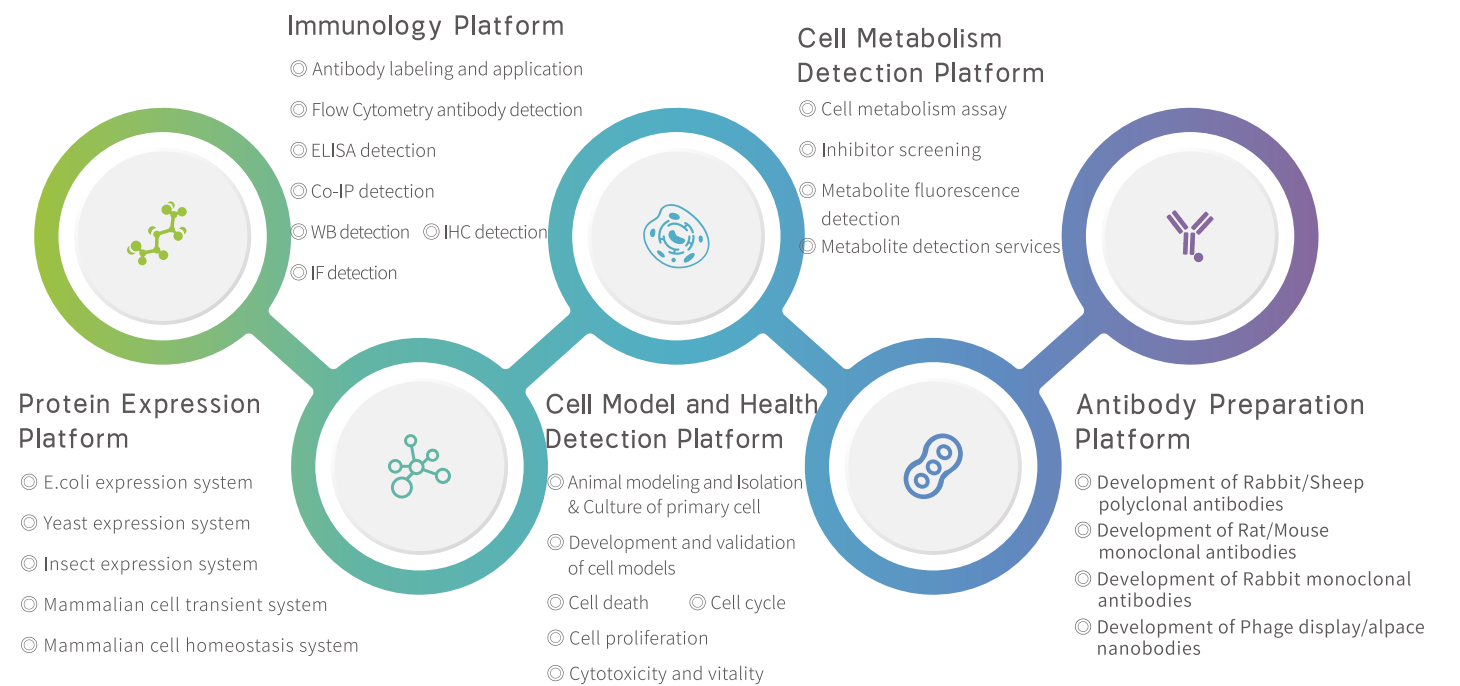 Immunology Platform
◎ Antibody labeling and application
◎ Flow Cytometry antibody detection
◎ ELISA detection
◎ Co-IP detection
◎ WB detection ◎ IHC detection
◎ IF detection
Cell Metabolism
Detection Platform
◎ Cell metabolism assay
◎ Inhibitor screening
◎ Metabolite fluorescence
detection
◎ Metabolite detection services
Protein Expression
Platform
◎ E.coli expression system
◎ Yeast expression system
◎ Insect expression system
◎ Mammalian cell transient system
◎ Mammalian cell homeostasis system
Cell Model and Health
Detection Platform
◎ Animal modeling and Isolation
& Culture of primary cell
◎ Development and validation
of cell models
◎ Cell death ◎ Cell cycle
◎ Cell proliferation
◎ Cytotoxicity and vitality
Antibody Preparation
Platform
◎ Development of Rabbit/Sheep
polyclonal antibodies
◎ Development of Rat/Mouse
monoclonal antibodies
◎ Development of Rabbit monoclonal
antibodies
◎ Development of Phage display/alpace
nanobodies